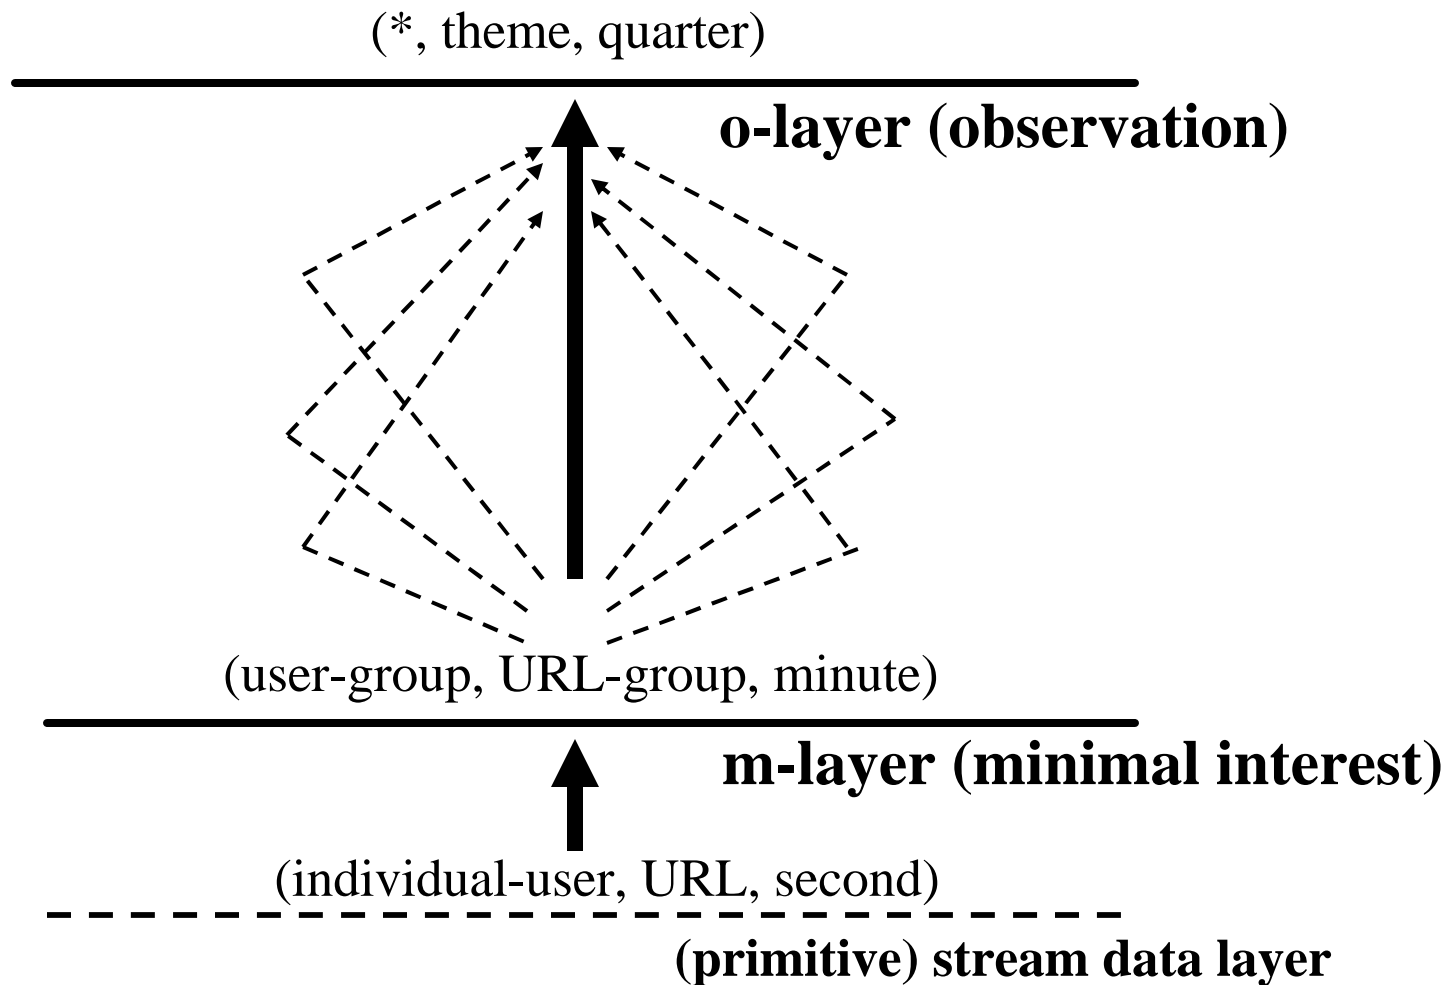 (*, theme, quarter)
o-layer (observation)
(user-group, URL-group, minute)
m-layer (minimal interest)
(individual-user, URL, second)
(primitive) stream data layer